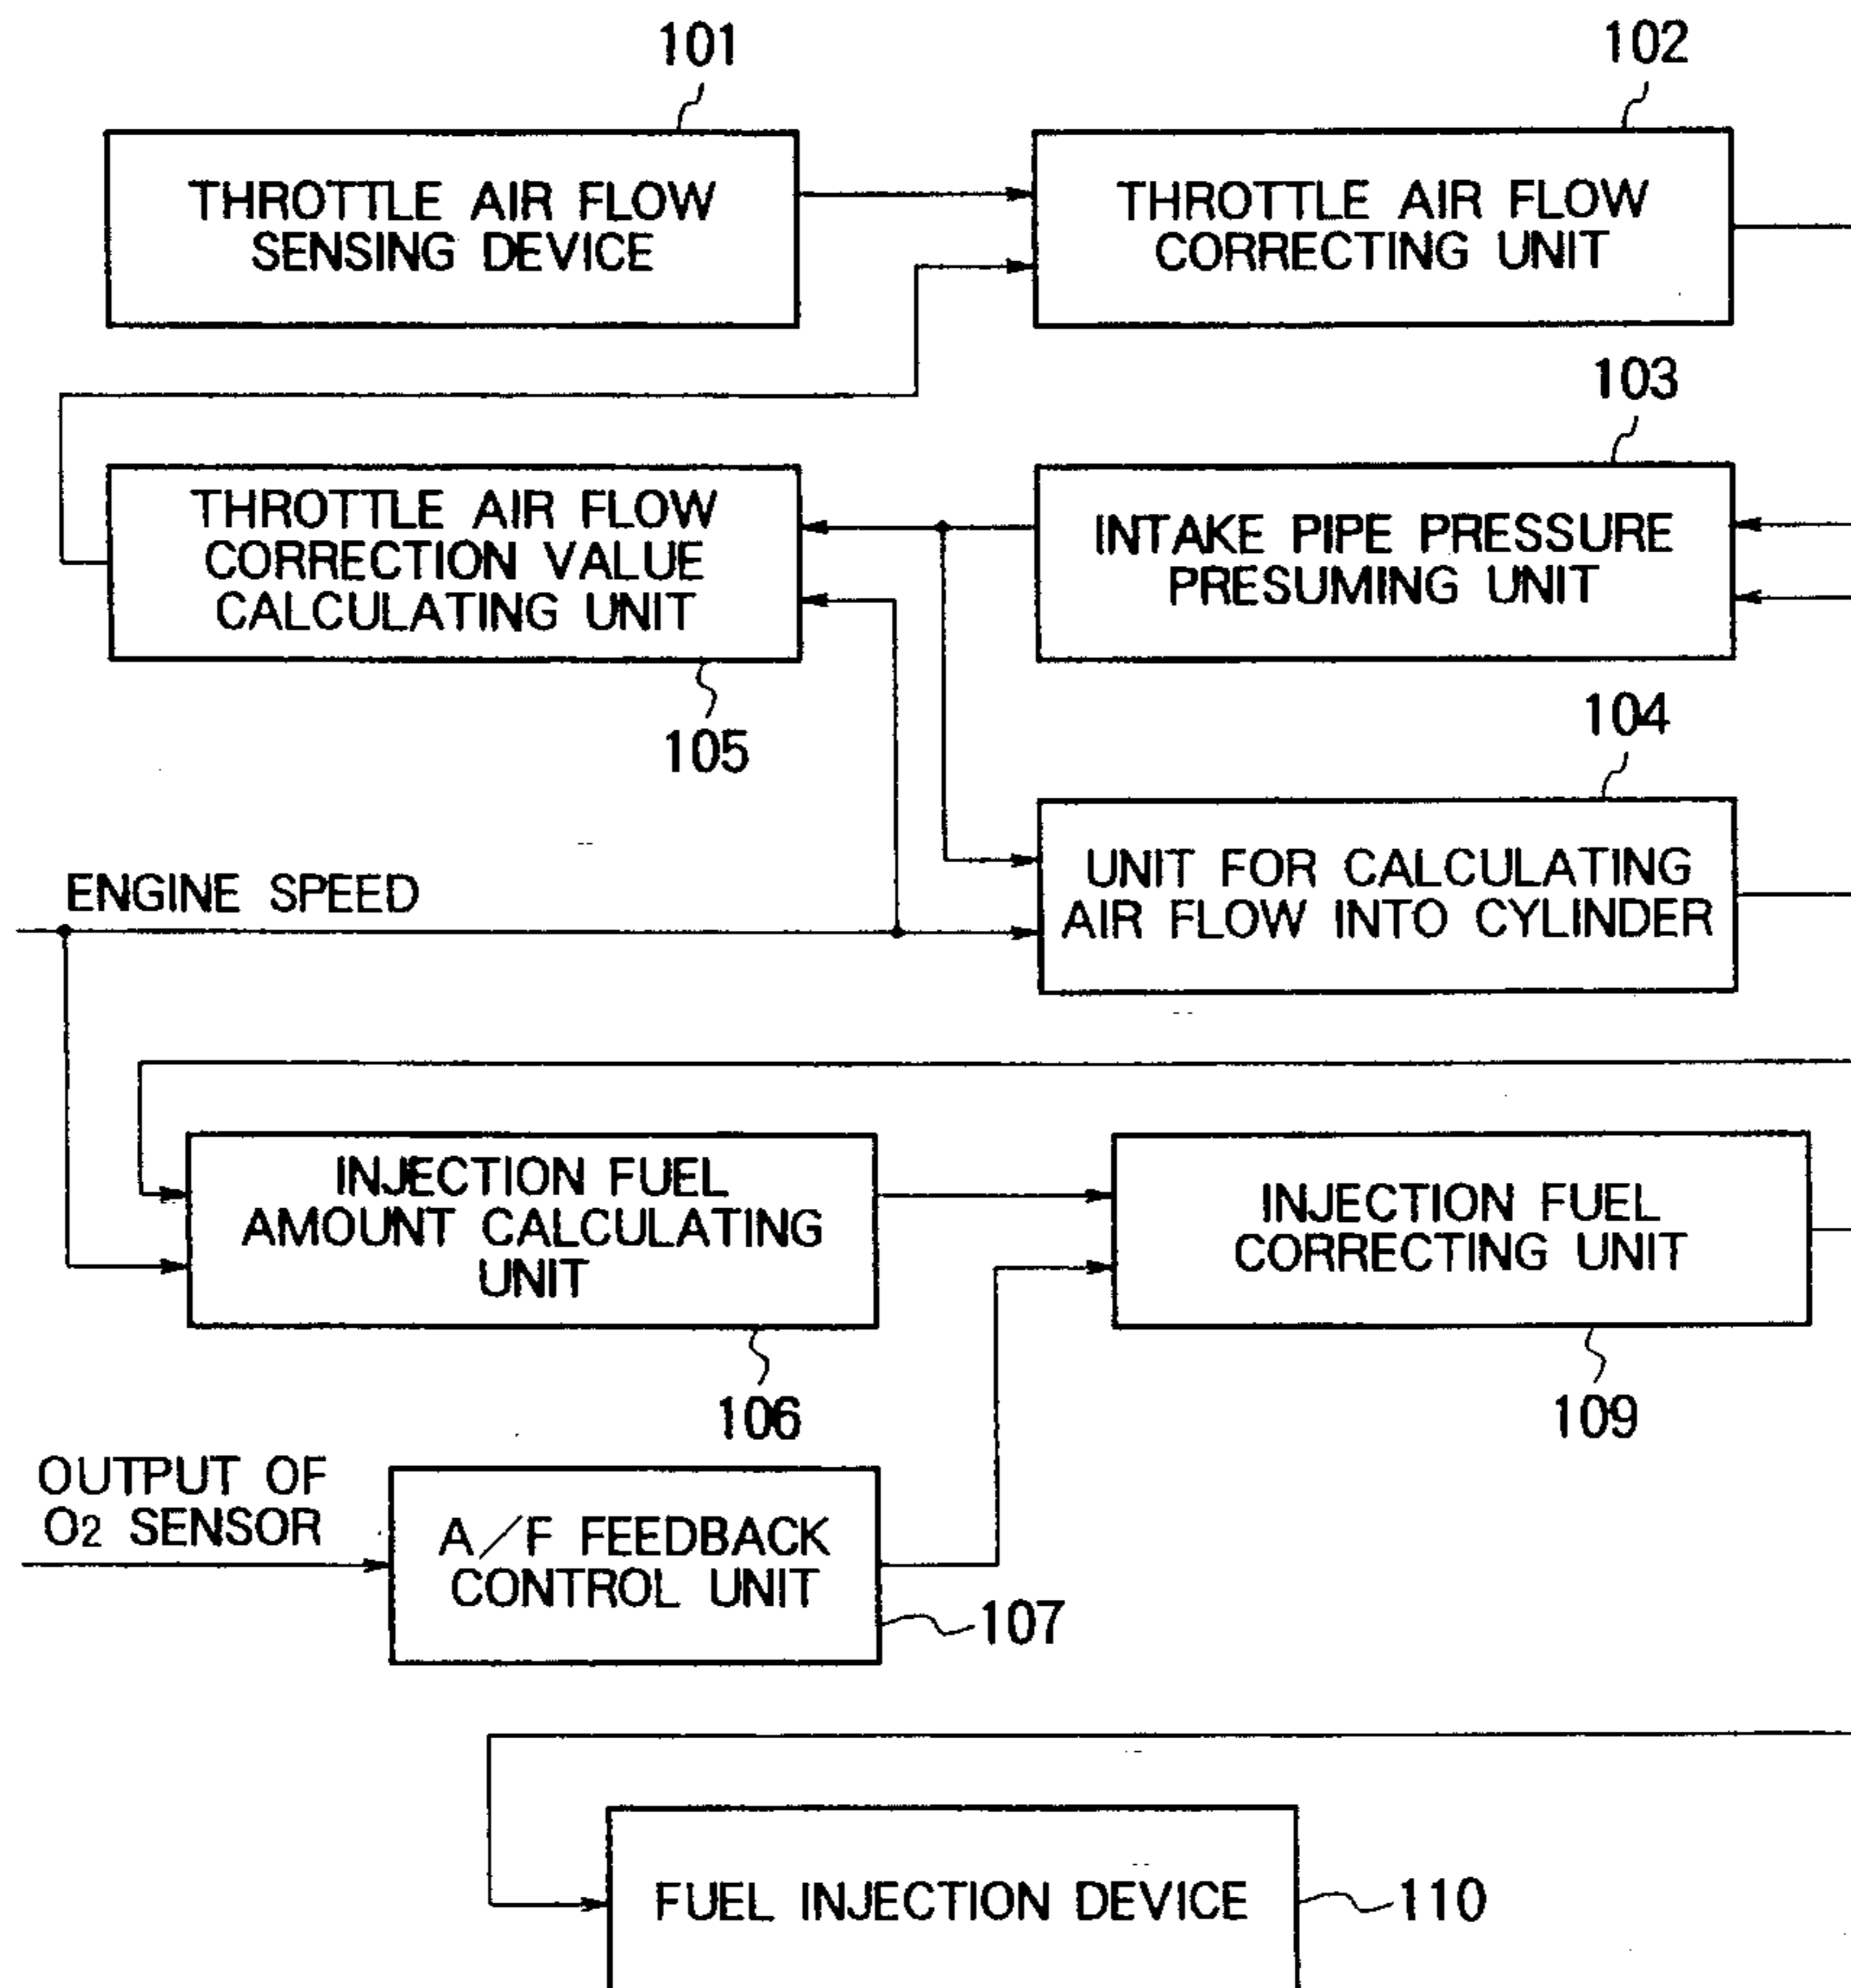 101
102
THROTTLE AIR FLOW
SENSING DEVICE
THROTTLE AIR FLOW
CORRECTING UNIT
103
THROTTLE AIR FLOW
CORRECTION VALUE
CALCULATING UNIT
INTAKE PIPE PRESSURE
PRESUMING UNIT
105
104
UNIT FOR CALCULATING
AIR FLOW INTO CYLINDER
ENGINE SPEED
INJECTION FUEL
AMOUNT CALCULATING
UNIT
INJECTION FUEL
CORRECTING UNIT
106
109
OUTPUT OF
O2 SENSOR
A/F FEEDBACK
CONTROL UNIT
107
FUEL INJECTION DEVICE
110